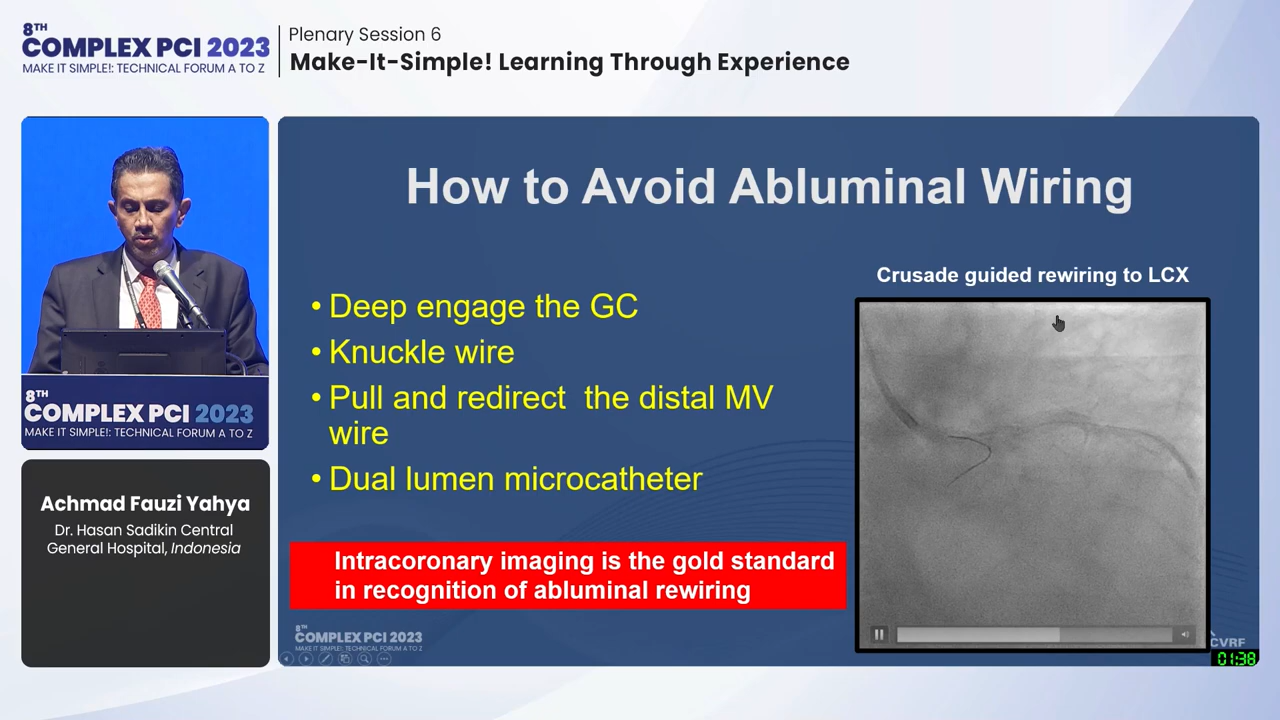 8TH
COMPLEX PCI 2023
MAKE IT SIMPLE!: TECHNICAL FORUM A TO Z
Plenary Session 6
Make-It-Simple! Learning Through Experience
8TH
COMPLEX PCI 2023
MAKE IT SIMPLE!: TECHNICAL FORUM A TO Z
Achmad Fauzi Yahya
Dr. Hasan Sadikin Central
General Hospital, Indonesia
How to Avoid Abluminal Wiring
• Deep engage the GC
• Knuckle wire
• Pull and redirect the distal MV
wire
• Dual lumen microcatheter
Crusade guided rewiring to LCX
Intracoronary imaging is the gold standard
in recognition of abluminal rewiring
8TH
COMPLEX PCI 2023
MAKE IT SIMPLE!: TECHNICAL FORUM A TO Z
CVRF
01:38